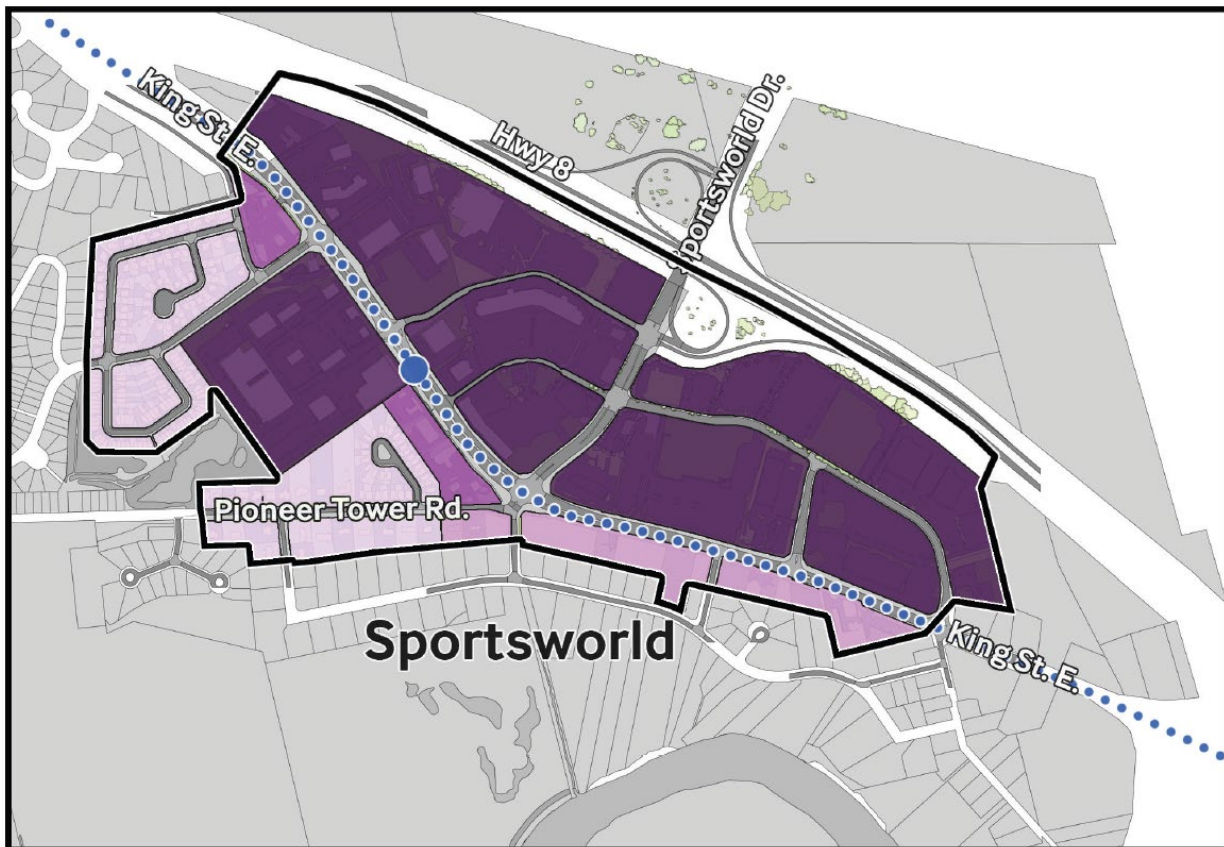 King St. E.
Hwy 8
Sportsworld Dr.
Pioneer Tower Rd.
Sportsworld
King St. E.